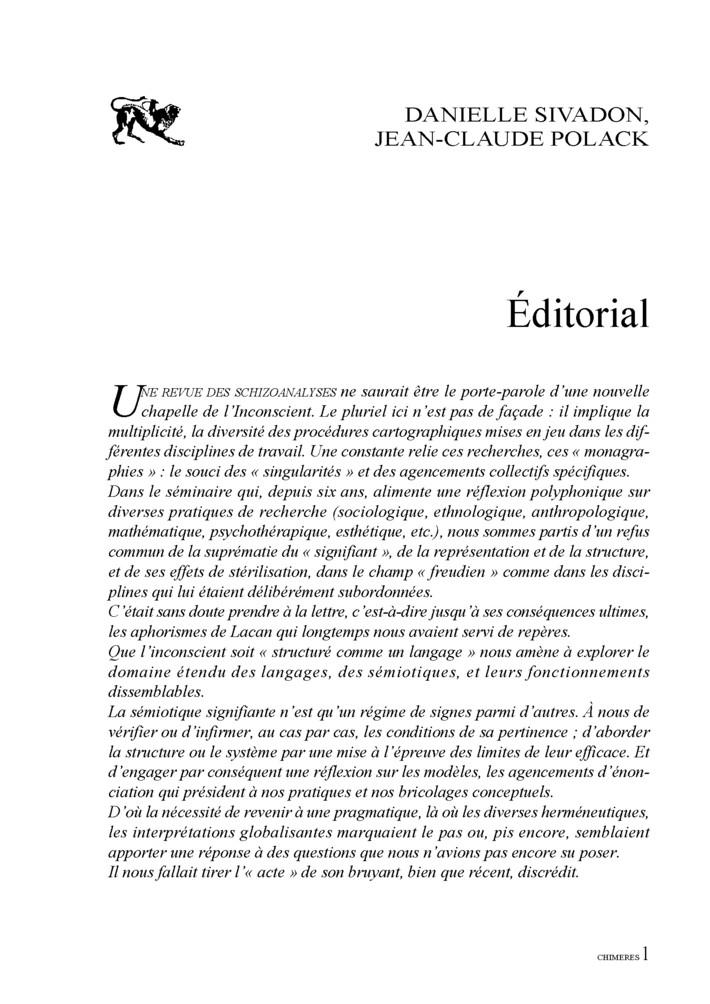 DANIELLE SIVADON,
JEAN-CLAUDE POLACK
Éditorial
UNE REVUE DES SCHIZOANALYSES ne saurait être le porte-parole d’une nouvelle
chapelle de l’Inconscient. Le pluriel ici n’est pas de façade : il implique la
multiplicité, la diversité des procédures cartographiques mises en jeu dans les dif-
férentes disciplines de travail. Une constante relie ces recherches, ces « monogra-
phies » : le souci des « singularités » et des agencements collectifs spécifiques.
Dans le séminaire qui, depuis six ans, alimente une réflexion polyphonique sur
diverses pratiques de recherche (sociologique, ethnologique, anthropologique,
mathématique, psychothérapique, esthétique, etc.), nous sommes partis d’un refus
commun de la suprématie du « signifiant », de la représentation et de la structure,
et de ses effets de stérilisation, dans le champ « freudien » comme dans les disci-
plines qui lui étaient délibérément subordonnées.
C’était sans doute prendre à la lettre, c’est-à-dire jusqu’à ses conséquences ultimes,
les aphorismes de Lacan qui longtemps nous avaient servi de repères.
Que l’inconscient soit « structuré comme un langage » nous amène à explorer le
domaine étendu des langages, des sémiotiques, et leurs fonctionnements
dissemblables.
La sémiotique signifiante n’est qu’un régime de signes parmi d’autres. À nous de
vérifier ou d’infirmer, au cas par cas, les conditions de sa pertinence ; d’aborder
la structure ou le système par une mise à l’épreuve des limites de leur efficace. Et
d’engager par conséquent une réflexion sur les modèles, les agencements d’énon-
ciation qui président à nos pratiques et nos bricolages conceptuels.
D’où la nécessité de revenir à une pragmatique, là où les diverses herméneutiques,
les interprétations globalisantes marquaient le pas ou, pis encore, semblaient
apporter une réponse à des questions que nous n’avions pas encore su poser.
Il nous fallait tirer l’« acte » de son bruyant, bien que récent, discrédit.
CHIMERES 1